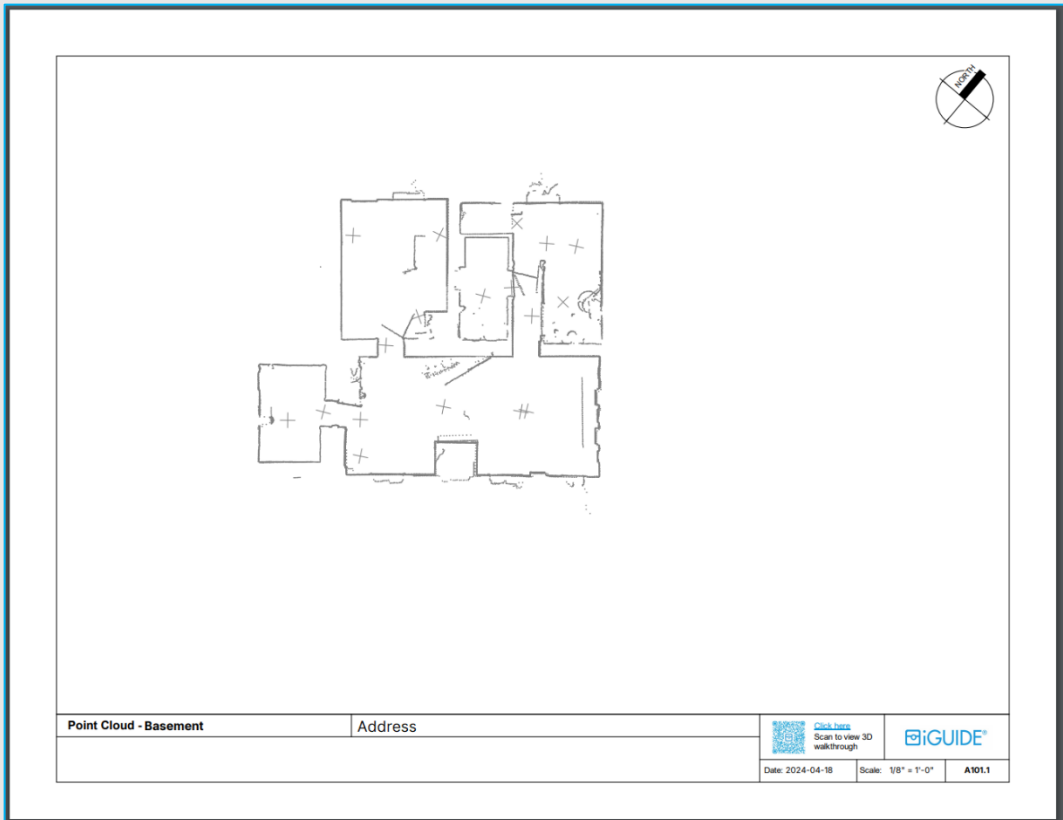 NORTH
Point Cloud - Basement
Address
Click here
Scan to view 3D
walkthrough
iGUIDE®
Date: 2024-04-18
Scale: 1/8" = 1'-0"
A101.1